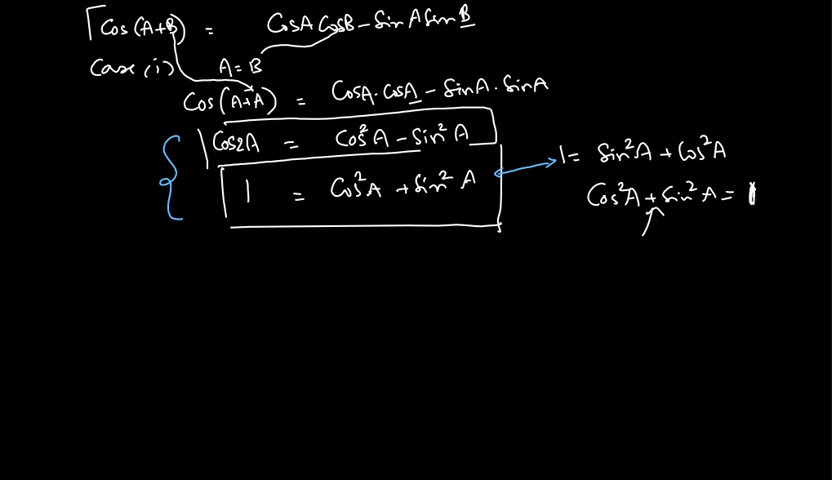 Cos(A+B) = CosA CosB - SinA Sin B
Case (i) A = B
Cos(A+A) = CosA. CosA - SinA. SinA
Cos2A = Cos²A - Sin²A
1 = Cos²A + Sin²A
1 = Sin²A + Cos²A
Cos²A + Sin²A = 1